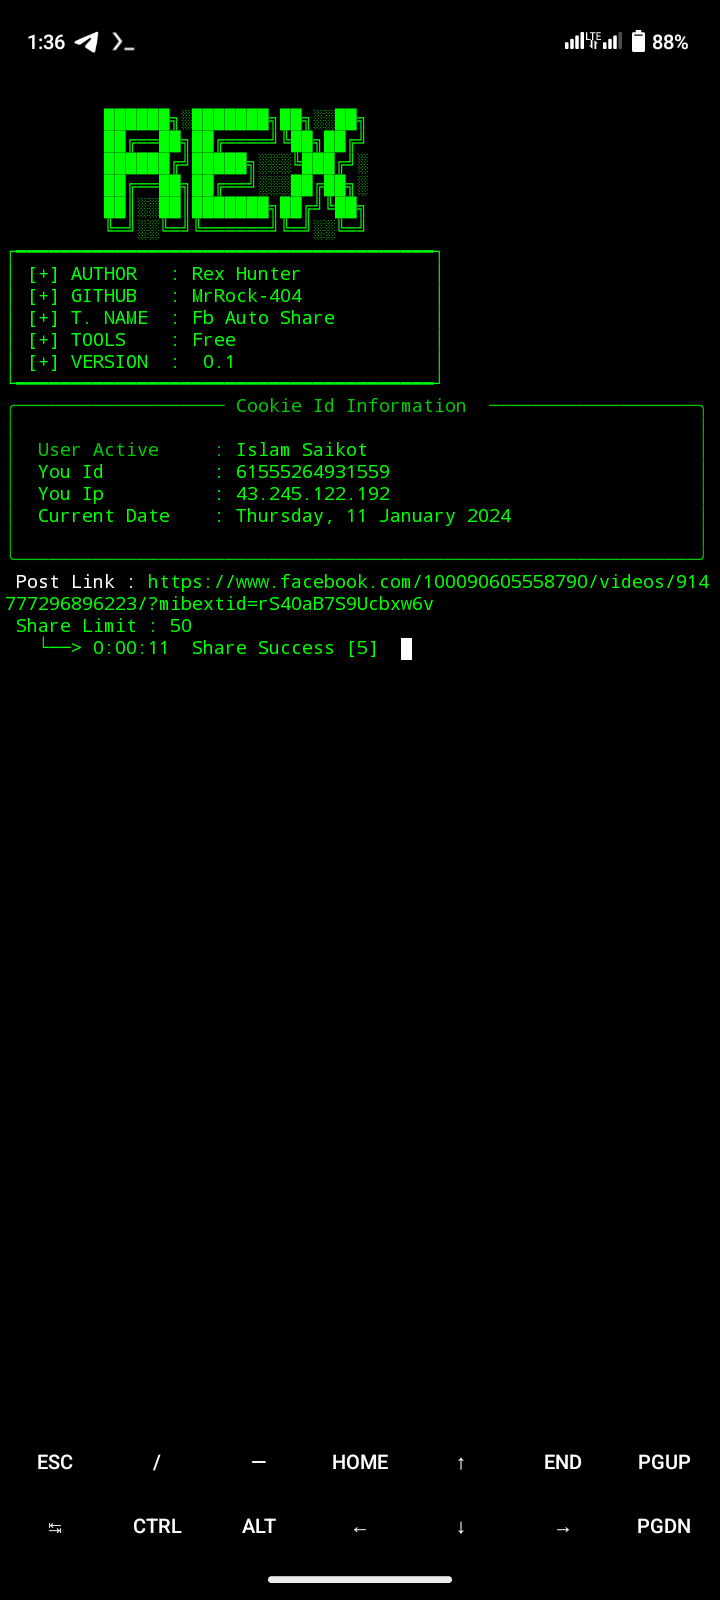 1:36 LTE 88%
REX
[+] AUTHOR : Rex Hunter
[+] GITHUB : MrRock-404
[+] T. NAME : Fb Auto Share
[+] TOOLS : Free
[+] VERSION : 0.1
Cookie Id Information
User Active : Islam Saikot
You Id : 61555264931559
You Ip : 43.245.122.192
Current Date : Thursday, 11 January 2024
Post Link : https://www.facebook.com/100090605558790/videos/914
777296896223/?mibextid=rS40aB7S9Ucbxw6v
Share Limit : 50
└──> 0:00:11 Share Success [5]
ESC / — HOME ↑ END PGUP
↹ CTRL ALT ← ↓ → PGDN